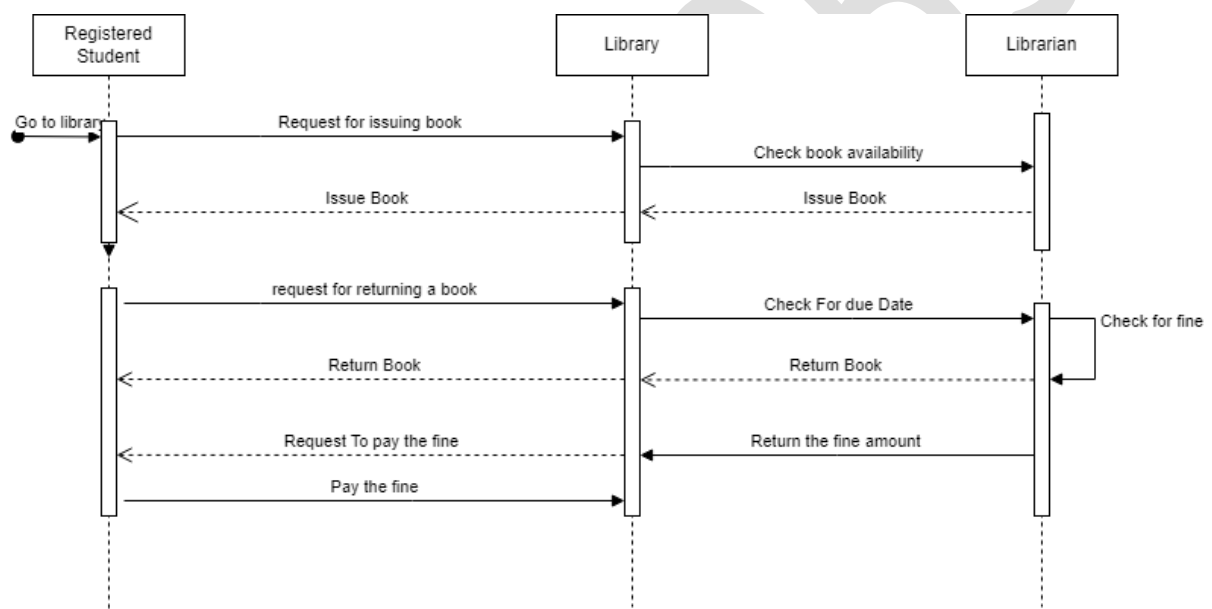 Registered
Student
Library
Librarian
Go to library
Request for issuing book
Check book availability
Issue Book
Issue Book
request for returning a book
Check For due Date
Check for fine
Return Book
Return Book
Request To pay the fine
Return the fine amount
Pay the fine